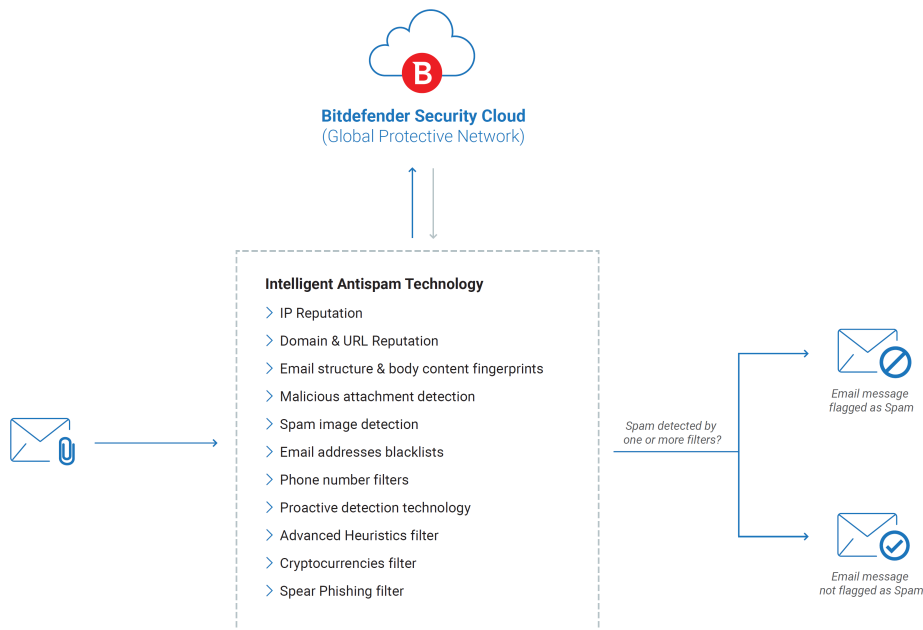 B
Bitdefender Security Cloud
(Global Protective Network)
Intelligent Antispam Technology
IP Reputation
Domain & URL Reputation
Email structure & body content fingerprints
Malicious attachment detection
Spam image detection
Email addresses blacklists
Phone number filters
Proactive detection technology
Advanced Heuristics filter
Cryptocurrencies filter
Spear Phishing filter
Spam detected by
one or more filters?
Email message
flagged as Spam
Email message
not flagged as Spam